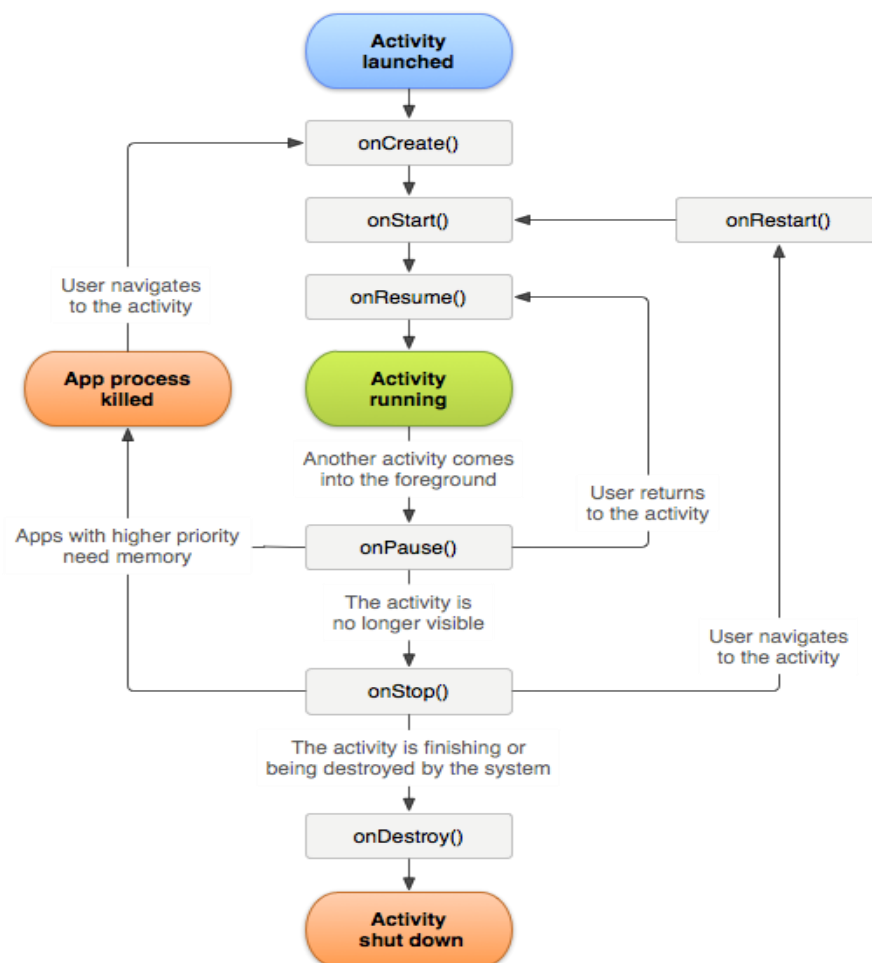 Activity
launched
onCreate()
onStart()
onRestart()
User navigates
to the activity
onResume()
App process
killed
Activity
running
Another activity comes
into the foreground
User returns
to the activity
Apps with higher priority
need memory
onPause()
The activity is
no longer visible
User navigates
to the activity
onStop()
The activity is finishing or
being destroyed by the system
onDestroy()
Activity
shut down